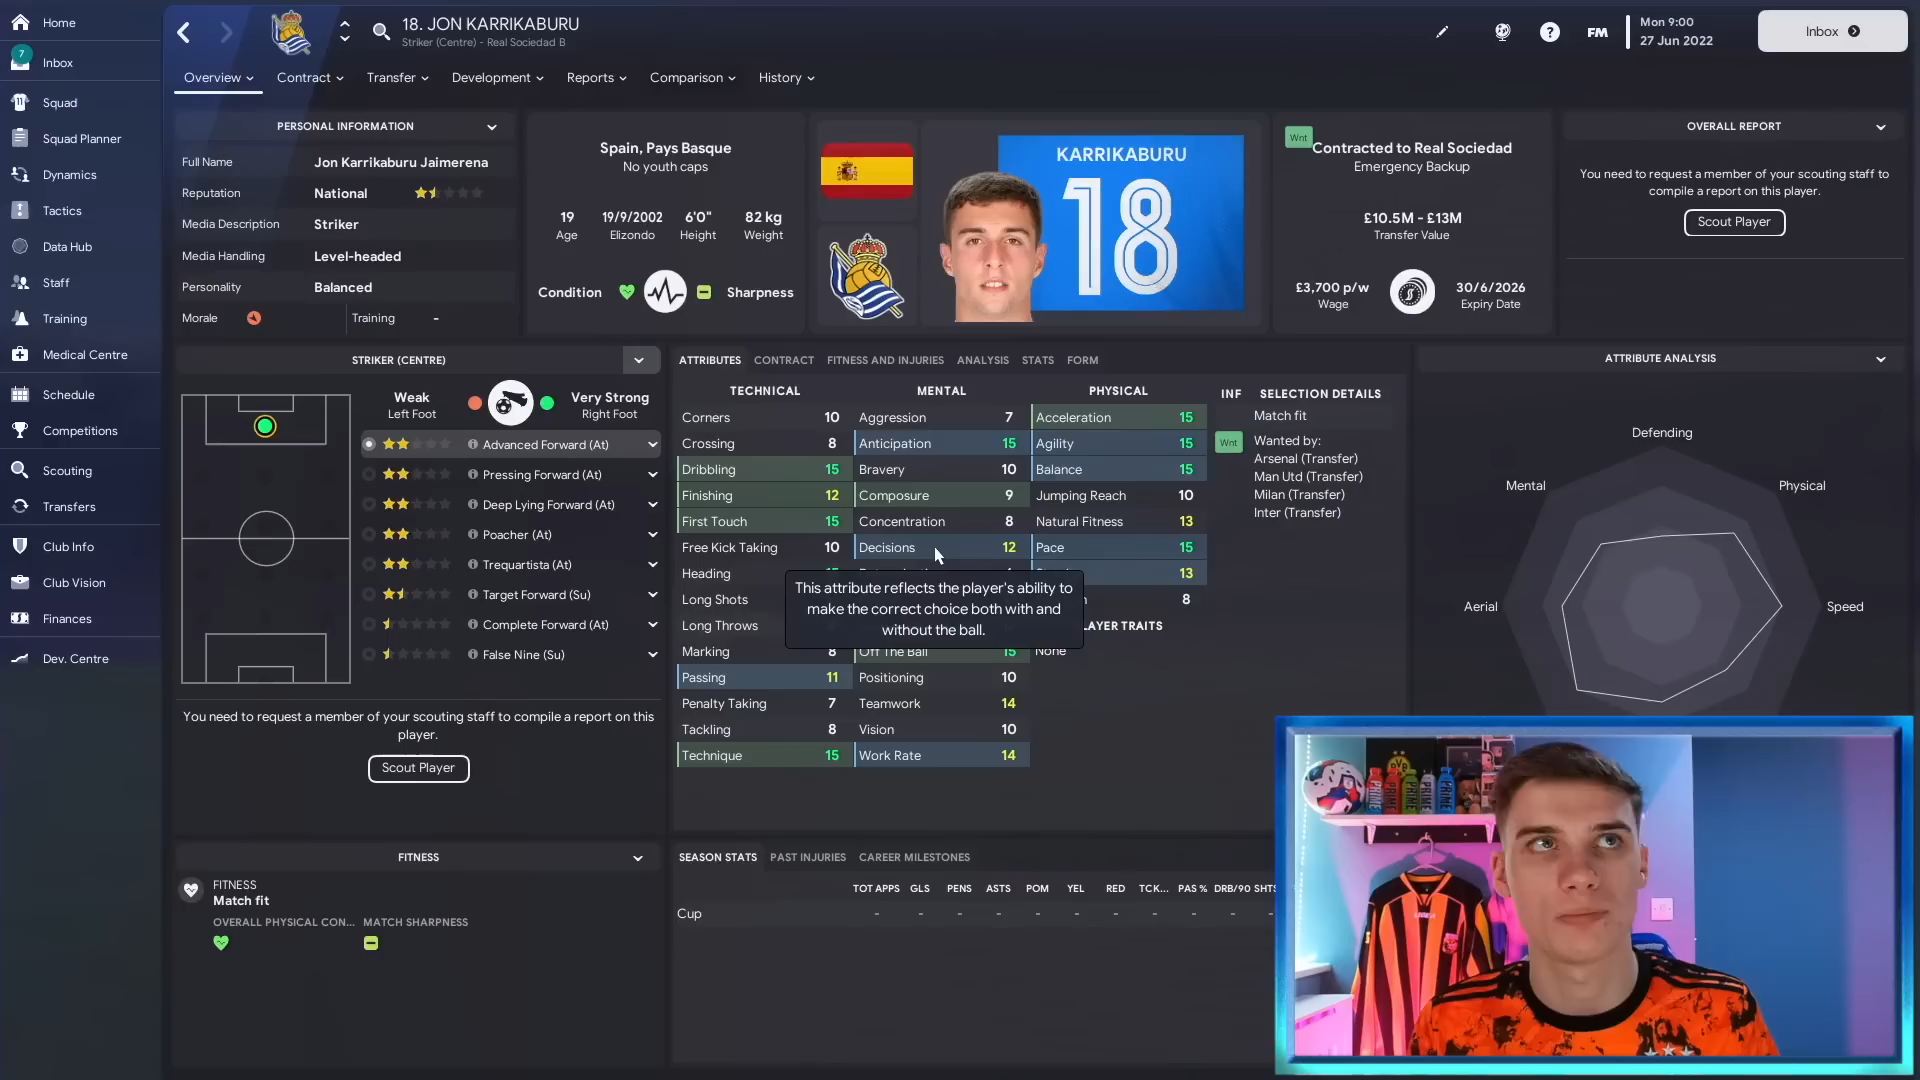 Home
7
Inbox
Squad
Squad Planner
Dynamics
Tactics
Data Hub
Staff
Training
Medical Centre
Schedule
Competitions
Scouting
Transfers
Club Info
Club Vision
Finances
Dev. Centre
18. JON KARRIKABURU
Striker (Centre) - Real Sociedad B
FM
Mon 9:00
27 Jun 2022
Inbox
Overview
Contract
Transfer
Development
Reports
Comparison
History
PERSONAL INFORMATION
Full Name Jon Karrikaburu Jaimerena
Reputation National
Media Description Striker
Media Handling Level-headed
Personality Balanced
Morale Training -
Spain, Pays Basque
No youth caps
19 19/9/2002 6'0" 82 kg
Age Elizondo Height Weight
Condition Sharpness
KARRIKABURU
18
Wnt
Contracted to Real Sociedad
Emergency Backup
£10.5M - £13M
Transfer Value
£3,700 p/w 30/6/2026
Wage Expiry Date
OVERALL REPORT
You need to request a member of your scouting staff to
compile a report on this player.
Scout Player
STRIKER (CENTRE)
Weak Very Strong
Left Foot Right Foot
Advanced Forward (At)
Pressing Forward (At)
Deep Lying Forward (At)
Poacher (At)
Trequartista (At)
Target Forward (Su)
Complete Forward (At)
False Nine (Su)
You need to request a member of your scouting staff to compile a report on this
player.
Scout Player
ATTRIBUTES CONTRACT FITNESS AND INJURIES ANALYSIS STATS FORM
TECHNICAL MENTAL PHYSICAL
Corners 10 Aggression 7 Acceleration 15
Crossing 8 Anticipation 15 Agility 15
Dribbling 15 Bravery 10 Balance 15
Finishing 12 Composure 9 Jumping Reach 10
First Touch 15 Concentration 8 Natural Fitness 13
Free Kick Taking 10 Decisions 12 Pace 15
Heading 13
Long Shots 8
Long Throws
Marking 8 Off The Ball 15 None
Passing 11 Positioning 10
Penalty Taking 7 Teamwork 14
Tackling 8 Vision 10
Technique 15 Work Rate 14
This attribute reflects the player's ability to
make the correct choice both with and
without the ball.
LAYER TRAITS
INF SELECTION DETAILS
Match fit
Wnt
Wanted by:
Arsenal (Transfer)
Man Utd (Transfer)
Milan (Transfer)
Inter (Transfer)
ATTRIBUTE ANALYSIS
Defending
Mental Physical
Aerial Speed
FITNESS
FITNESS
Match fit
OVERALL PHYSICAL CON... MATCH SHARPNESS
SEASON STATS PAST INJURIES CAREER MILESTONES
TOT APPS GLS PENS ASTS POM YEL RED TCK... PAS % DRB/90 SHTS
Cup - - - - - - - - - - -
PRIME PRIME PRIME PRIME